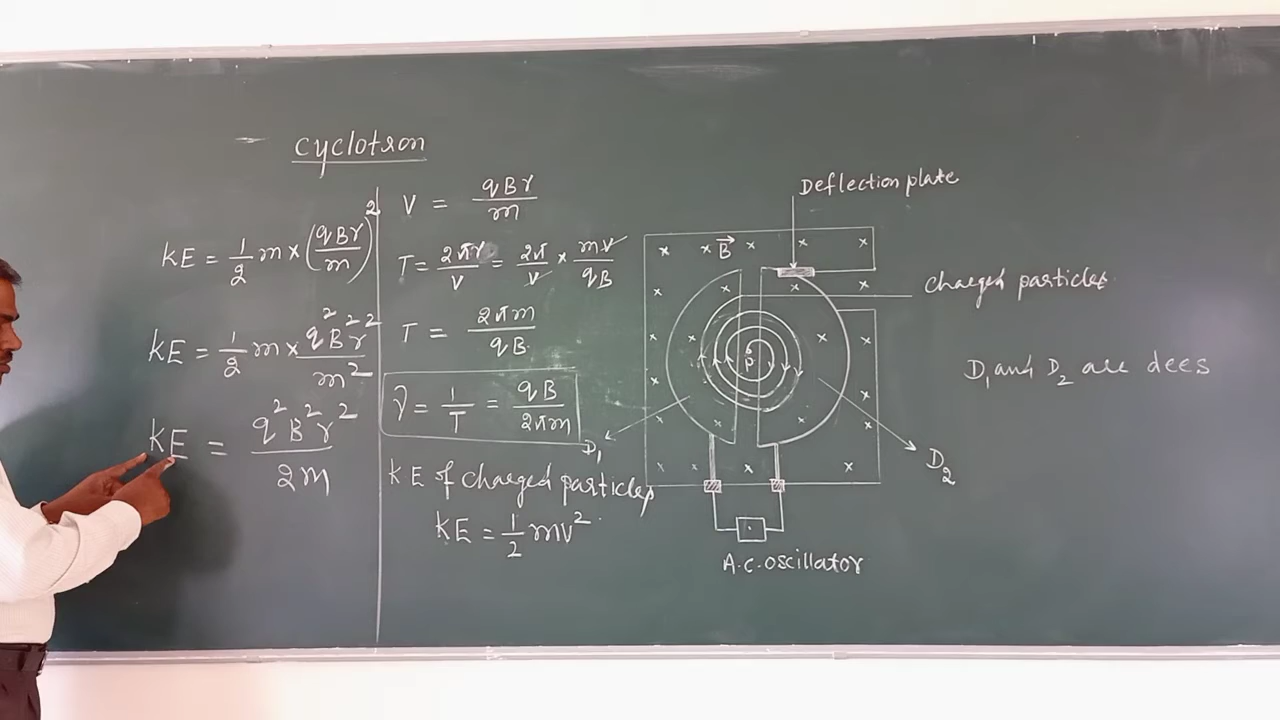 cyclotron
KE = 1/2 m × (qBr/m)²
KE = 1/2 m × q²B²r²/m²
KE = q²B²r²/2m
V = qBr/m
T = 2πr/V = 2π/V × mV/qB
T = 2πm/qB
ν = 1/T = qB/2πm
KE of charged particles
KE = 1/2 mV²
Deflection plate
B⃗
charged particles
P
D₁ and D₂ are dees
D₁
D₂
A.C. oscillator